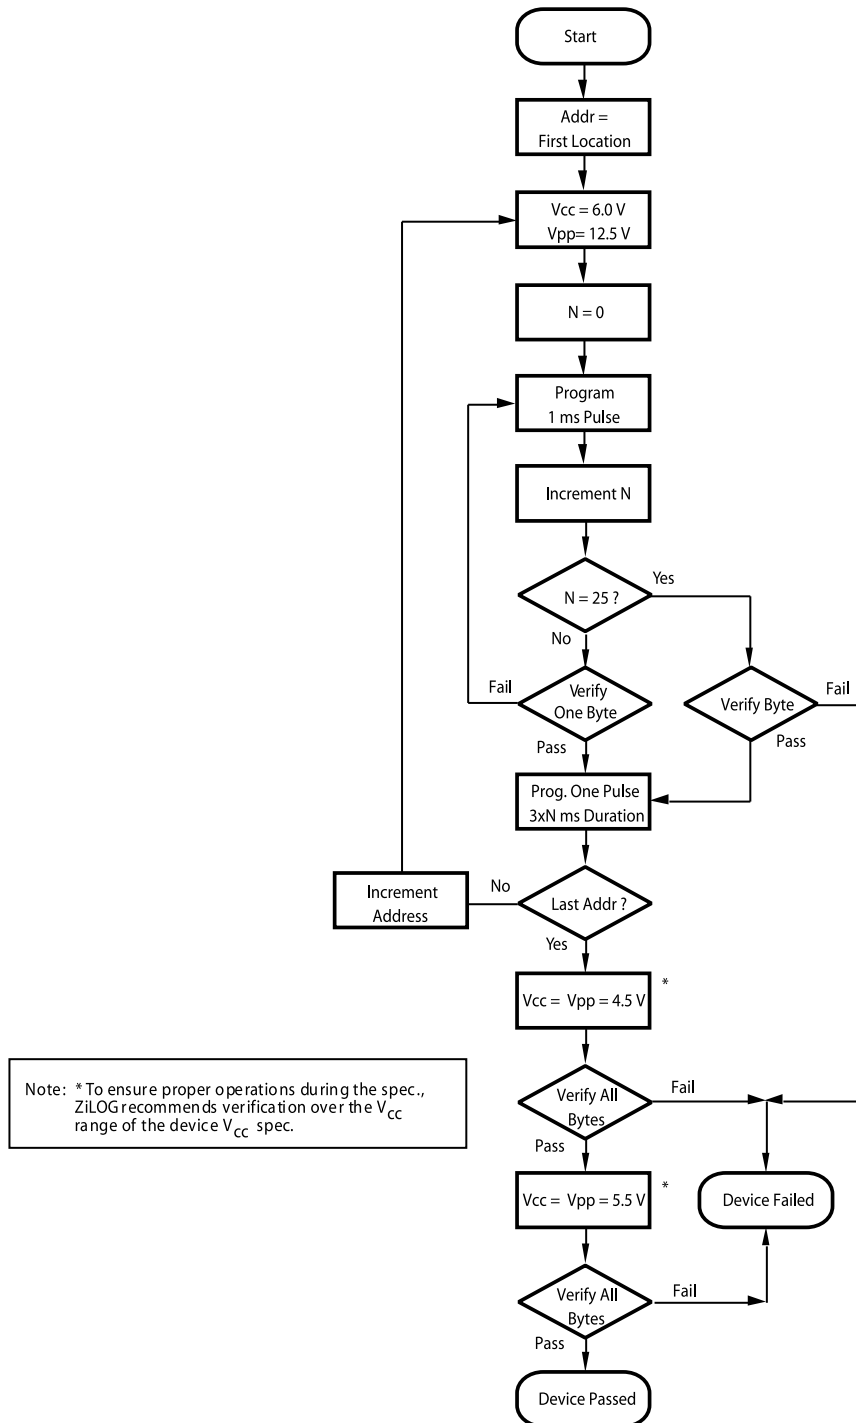 Start
Addr =
First Location
Vcc = 6.0 V
Vpp= 12.5 V
N = 0
Program
1 ms Pulse
Increment N
N = 25 ?
Yes
No
Fail
Verify
One Byte
Pass
Verify Byte
Fail
Pass
Prog. One Pulse
3xN ms Duration
Increment
Address
No
Last Addr ?
Yes
Vcc = Vpp = 4.5 V
*
Note: * To ensure proper operations during the spec.,
ZiLOG recommends verification over the VCC
range of the device VCC spec.
Verify All
Bytes
Fail
Pass
Vcc = Vpp = 5.5 V
*
Device Failed
Verify All
Bytes
Fail
Pass
Device Passed